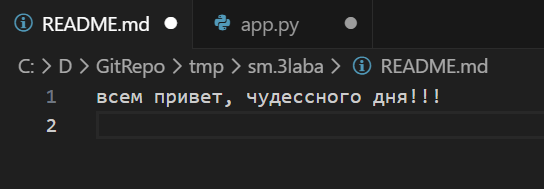 README.md app.py
C: > D > GitRepo > tmp > sm.3laba > README.md
1 всем привет, чудессного дня!!!
2